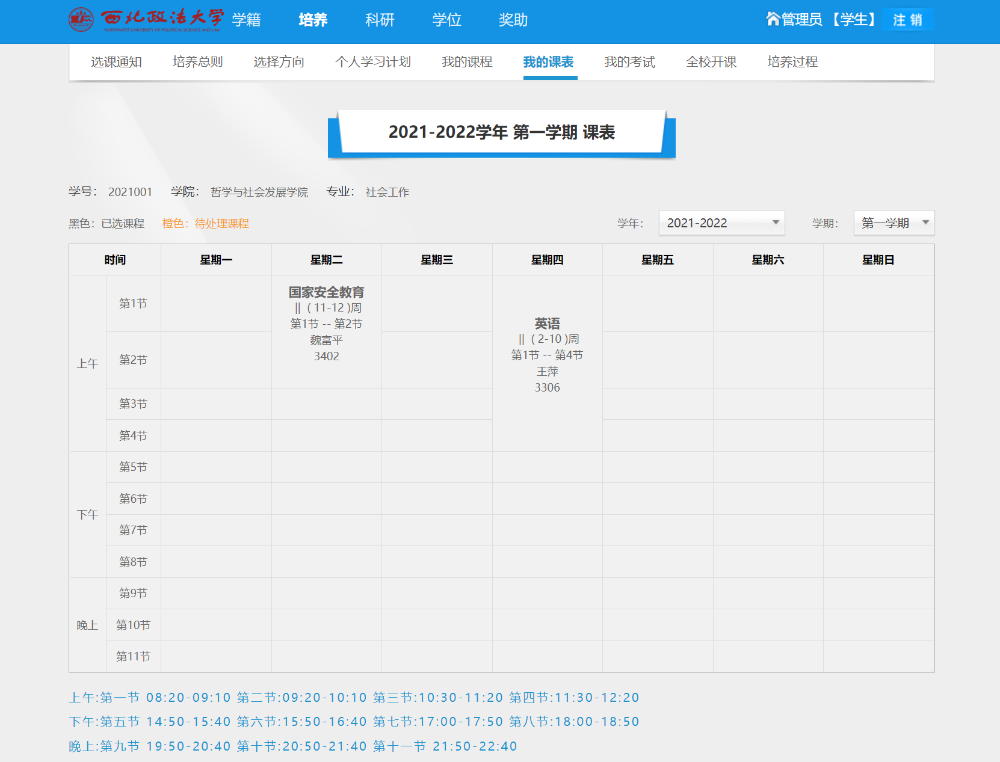 西北政法大学 学籍 培养 科研 学位 奖助 管理员 【学生】 注 销
NORTHWEST UNIVERSITY OF POLITICAL SCIENCE AND LAW
选课通知 培养总则 选择方向 个人学习计划 我的课程 我的课表 我的考试 全校开课 培养过程
2021-2022学年 第一学期 课表
学号： 2021001 学院： 哲学与社会发展学院 专业： 社会工作
黑色：已选课程 橙色：待处理课程 学年： 2021-2022 学期： 第一学期
时间 星期一 星期二 星期三 星期四 星期五 星期六 星期日
上午
第1节
国家安全教育
|| ( 11-12 )周
第1节 -- 第2节
魏富平
3402
英语
|| ( 2-10 )周
第1节 -- 第4节
王萍
3306
第2节
第3节
第4节
下午
第5节
第6节
第7节
第8节
晚上
第9节
第10节
第11节
上午:第一节 08:20-09:10 第二节:09:20-10:10 第三节:10:30-11:20 第四节:11:30-12:20
下午:第五节 14:50-15:40 第六节:15:50-16:40 第七节:17:00-17:50 第八节:18:00-18:50
晚上:第九节 19:50-20:40 第十节:20:50-21:40 第十一节 21:50-22:40